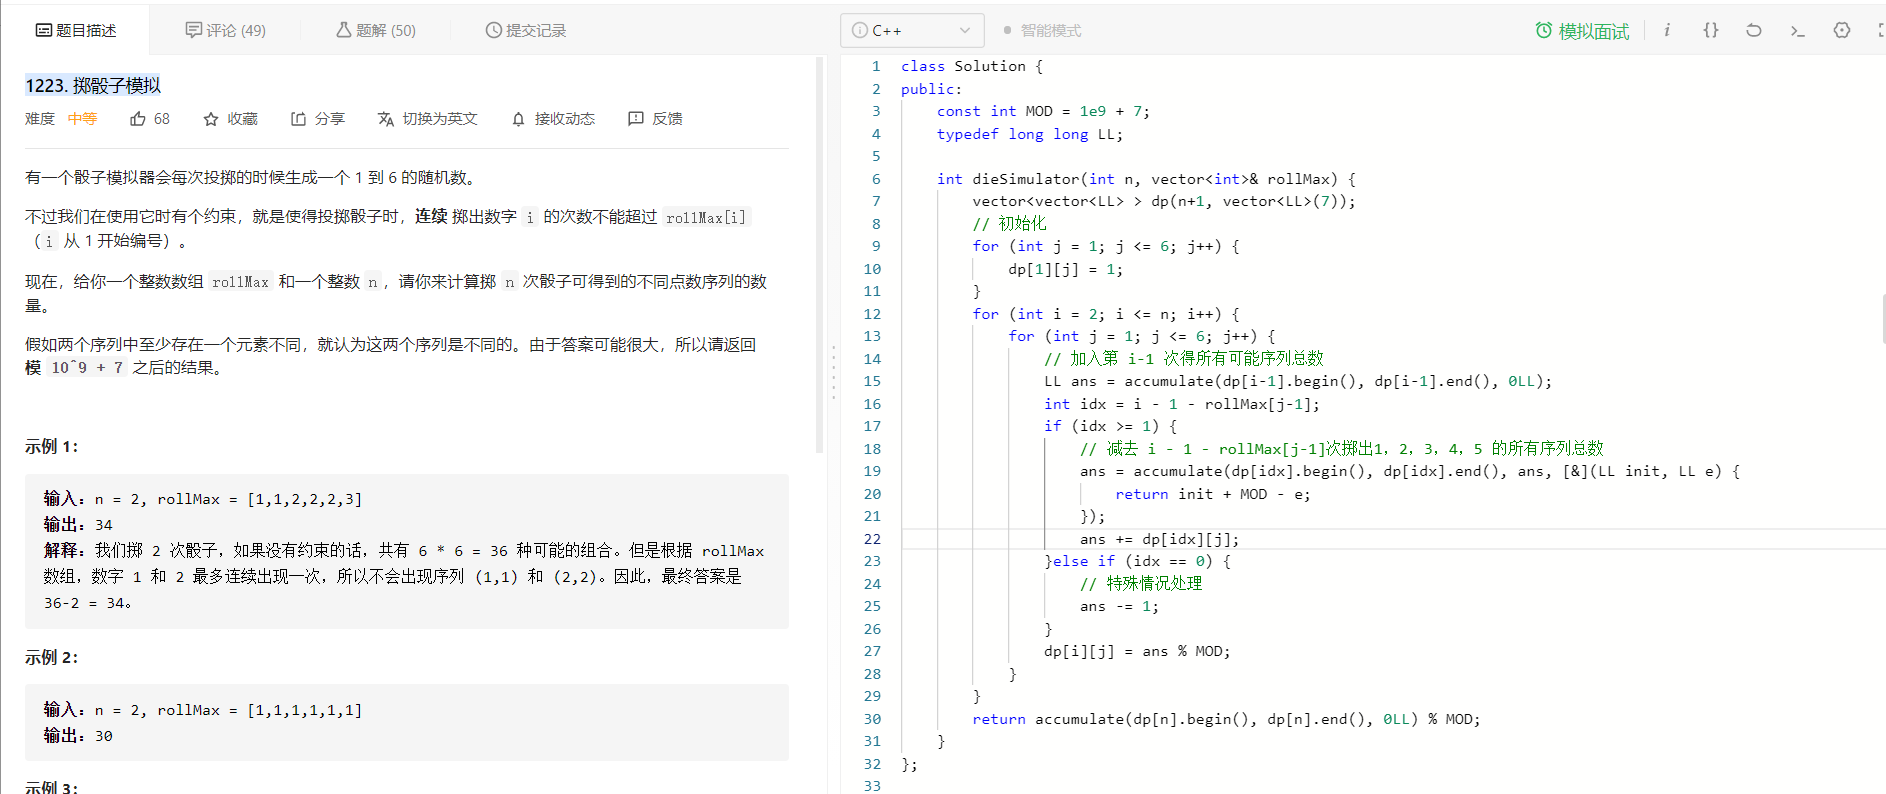 题目描述
评论 (49)
题解 (50)
提交记录
1223. 掷骰子模拟
难度 中等 68 收藏 分享 切换为英文 接收动态 反馈
有一个骰子模拟器会每次投掷的时候生成一个 1 到 6 的随机数。
不过我们在使用它时有个约束，就是使得投掷骰子时，连续 掷出数字 i 的次数不能超过 rollMax[i]
（i 从 1 开始编号）。
现在，给你一个整数数组 rollMax 和一个整数 n，请你来计算掷 n 次骰子可得到的不同点数序列的数
量。
假如两个序列中至少存在一个元素不同，就认为这两个序列是不同的。由于答案可能很大，所以请返回
模 10^9 + 7 之后的结果。
示例 1：
输入：n = 2, rollMax = [1,1,2,2,2,3]
输出：34
解释：我们掷 2 次骰子，如果没有约束的话，共有 6 * 6 = 36 种可能的组合。但是根据 rollMax
数组，数字 1 和 2 最多连续出现一次，所以不会出现序列 (1,1) 和 (2,2)。因此，最终答案是
36-2 = 34。
示例 2：
输入：n = 2, rollMax = [1,1,1,1,1,1]
输出：30
示例 3：
C++
智能模式
模拟面试
1 class Solution {
2 public:
3 const int MOD = 1e9 + 7;
4 typedef long long LL;
5
6 int dieSimulator(int n, vector<int>& rollMax) {
7 vector<vector<LL> > dp(n+1, vector<LL>(7));
8 // 初始化
9 for (int j = 1; j <= 6; j++) {
10 dp[1][j] = 1;
11 }
12 for (int i = 2; i <= n; i++) {
13 for (int j = 1; j <= 6; j++) {
14 // 加入第 i-1 次得所有可能序列总数
15 LL ans = accumulate(dp[i-1].begin(), dp[i-1].end(), 0LL);
16 int idx = i - 1 - rollMax[j-1];
17 if (idx >= 1) {
18 // 减去 i - 1 - rollMax[j-1]次掷出1, 2, 3, 4, 5 的所有序列总数
19 ans = accumulate(dp[idx].begin(), dp[idx].end(), ans, [&](LL init, LL e) {
20 return init + MOD - e;
21 });
22 ans += dp[idx][j];
23 }else if (idx == 0) {
24 // 特殊情况处理
25 ans -= 1;
26 }
27 dp[i][j] = ans % MOD;
28 }
29 }
30 return accumulate(dp[n].begin(), dp[n].end(), 0LL) % MOD;
31 }
32 };
33